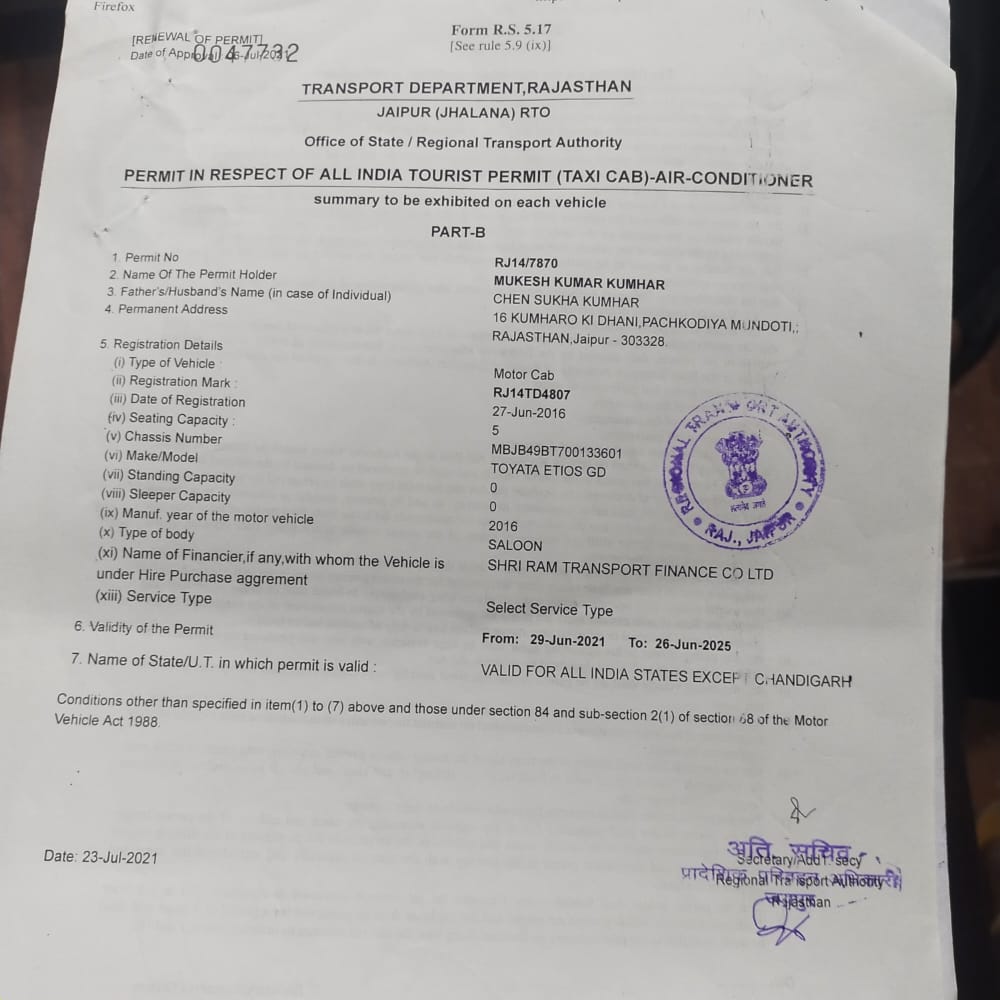 Firefox
Form R.S. 5.17
[See rule 5.9 (ix)]
[RENEWAL OF PERMIT]
Date of Approval
0047732
TRANSPORT DEPARTMENT,RAJASTHAN
JAIPUR (JHALANA) RTO
Office of State / Regional Transport Authority
PERMIT IN RESPECT OF ALL INDIA TOURIST PERMIT (TAXI CAB)-AIR-CONDITIONER
summary to be exhibited on each vehicle
PART-B
1. Permit No RJ14/7870
2. Name Of The Permit Holder MUKESH KUMAR KUMHAR
3. Father's/Husband's Name (in case of Individual) CHEN SUKHA KUMHAR
4. Permanent Address 16 KUMHARO KI DHANI,PACHKODIYA MUNDOTI,;
RAJASTHAN,Jaipur - 303328
5. Registration Details
(i) Type of Vehicle : Motor Cab
(ii) Registration Mark : RJ14TD4807
(iii) Date of Registration 27-Jun-2016
(iv) Seating Capacity : 5
(v) Chassis Number MBJB49BT700133601
(vi) Make/Model TOYATA ETIOS GD
(vii) Standing Capacity 0
(viii) Sleeper Capacity 0
(ix) Manuf. year of the motor vehicle 2016
(x) Type of body SALOON
(xi) Name of Financier,if any,with whom the Vehicle is SHRI RAM TRANSPORT FINANCE CO LTD
under Hire Purchase aggrement
(xiii) Service Type Select Service Type
6. Validity of the Permit From: 29-Jun-2021 To: 26-Jun-2025
7. Name of State/U.T. in which permit is valid : VALID FOR ALL INDIA STATES EXCEPT CHANDIGARH
Conditions other than specified in item(1) to (7) above and those under section 84 and sub-section 2(1) of section 68 of the Motor
Vehicle Act 1988.
REGIONAL TRANSPORT AUTHORITY
RAJ., JAIPUR
सत्यमेव जयते
Date: 23-Jul-2021
अति सचिव
Secretary/Addl. secy
प्रादेशिक परिवहन अधिकारी
Regional Transport Authority
जयपुर
Rajasthan